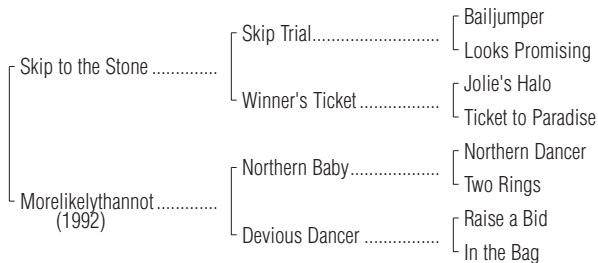 Bailjumper
Skip Trial......................
Looks Promising
Skip to the Stone .............
Jolie's Halo
Winner's Ticket ................
Ticket to Paradise
Northern Dancer
Northern Baby..................
Two Rings
Morelikelythannot.............
(1992)
Raise a Bid
Devious Dancer ...............
In the Bag